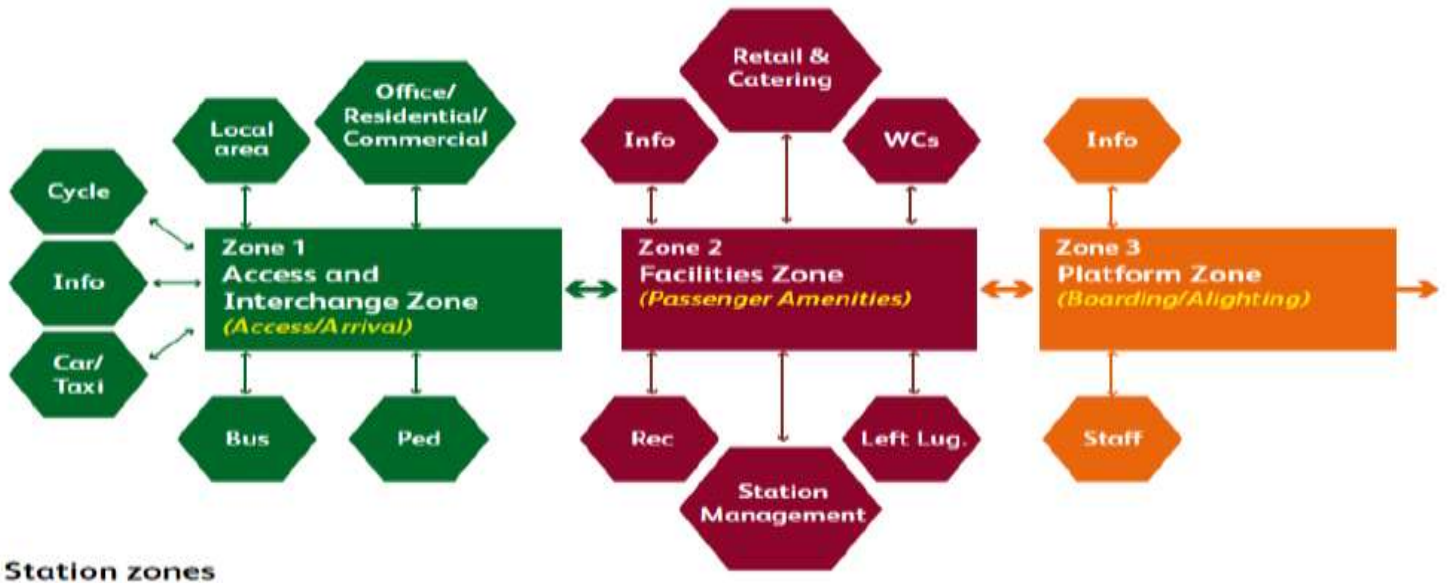 Retail &
Catering
Office/
Residential/
Commercial
Local
area
Info
WCs
Info
Cycle
Zone 1
Access and
Interchange Zone
(Access/Arrival)
Zone 2
Facilities Zone
(Passenger Amenities)
Zone 3
Platform Zone
(Boarding/Alighting)
Info
Car/
Taxi
Bus
Ped
Rec
Left Lug.
Staff
Station
Management
Station zones